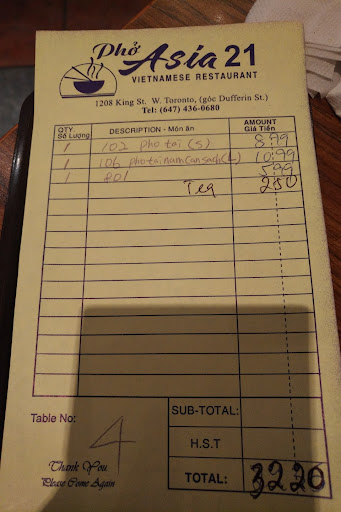 Phở Asia 21
VIETNAMESE RESTAURANT
1208 King St. W. Toronto, (góc Dufferin St.)
Tel: (647) 436-0680
QTY. DESCRIPTION - Món ăn AMOUNT
Số Lượng Giá Tiền
1 102 pho tai (S) 8.99
1 106 pho tai nam gan sach (L) 10.99
1 801 5.99
Tea 2.50
SUB-TOTAL:
Table No: 4
H.S.T
Thank You
Please Come Again
TOTAL: 32.20